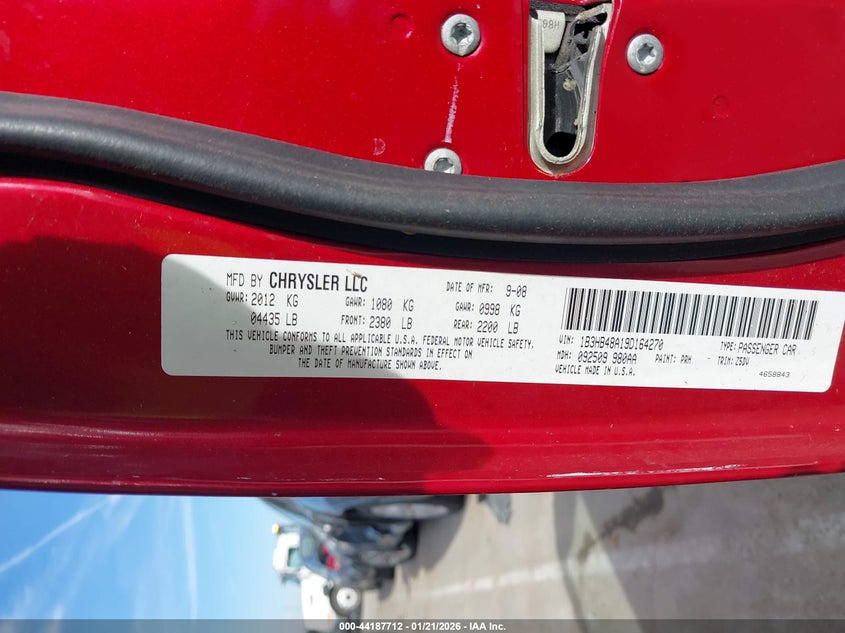 98H
MFD BY CHRYSLER LLC DATE OF MFR: 9-08
GVWR: 2012 KG GAWR: 1080 KG GAWR: 0998 KG
04435 LB FRONT: 2380 LB REAR: 2200 LB
THIS VEHICLE CONFORMS TO ALL APPLICABLE U.S.A. FEDERAL MOTOR VEHICLE SAFETY,
BUMPER AND THEFT PREVENTION STANDARDS IN EFFECT ON
THE DATE OF MANUFACTURE SHOWN ABOVE.
VIN: 1B3HB48A19D164270 TYPE: PASSENGER CAR
MDH: 092509 980AA PAINT: PRH TRIM: Z5DV
VEHICLE MADE IN U.S.A. 4658843
000-44187712 - 01/21/2026 - IAA Inc.